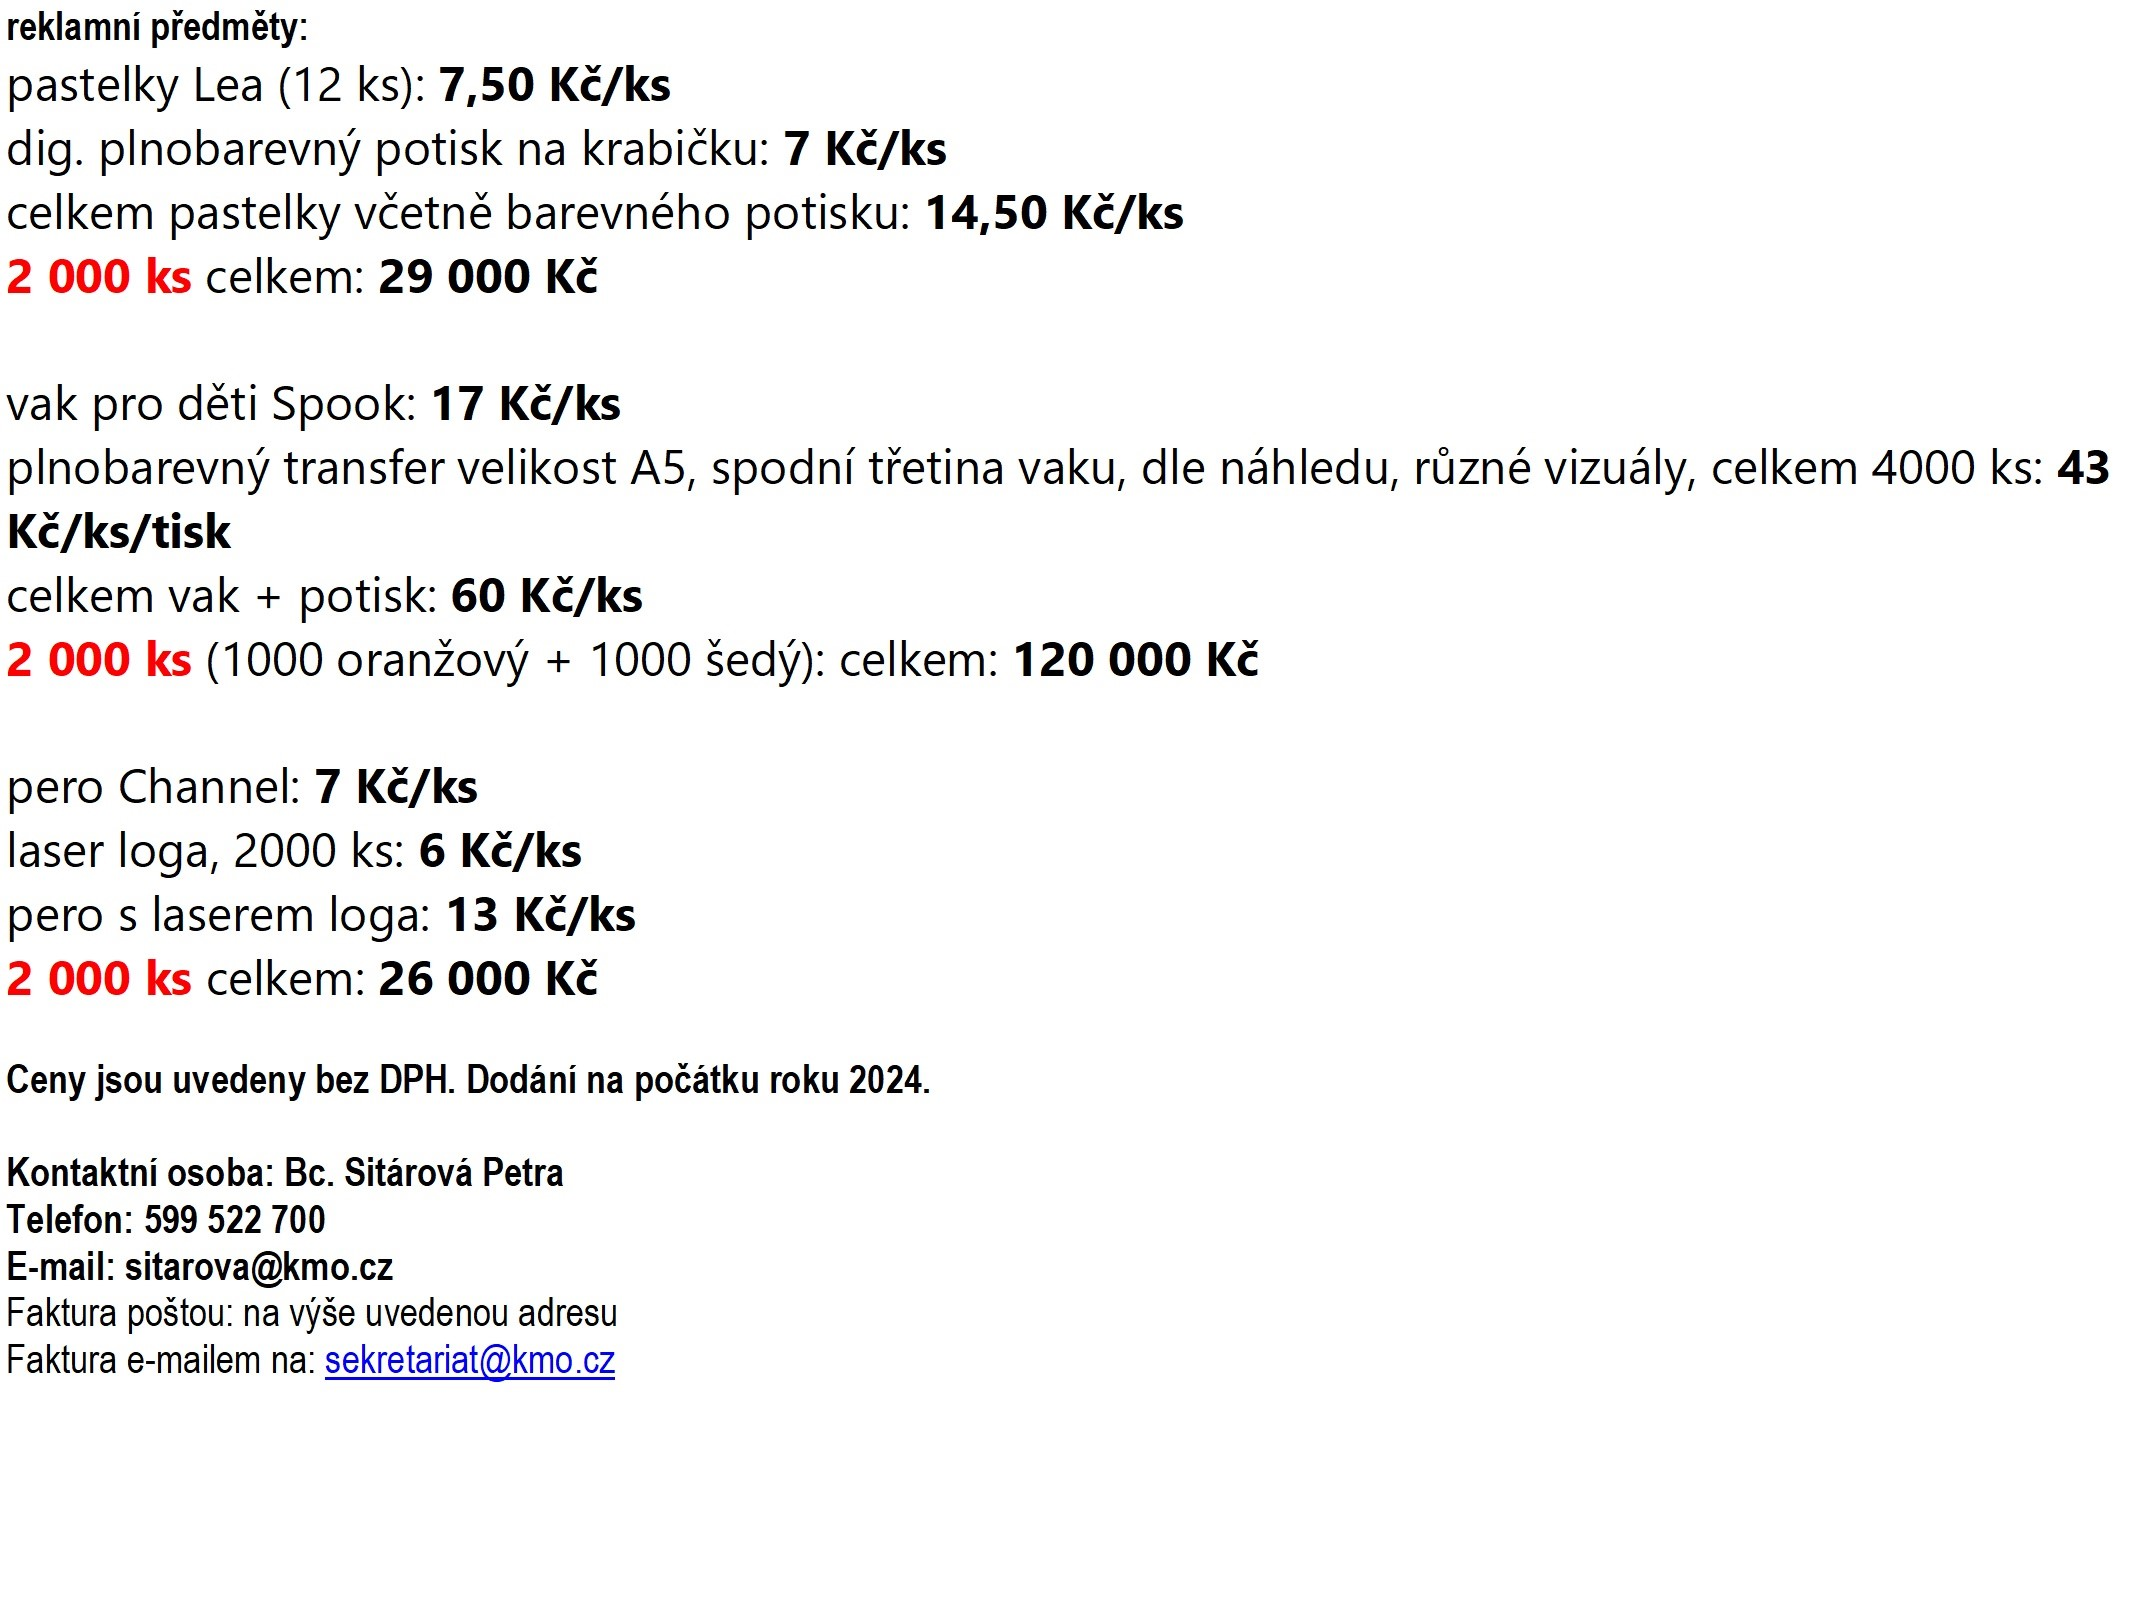 reklamní předměty:
pastelky Lea (12 ks): 7,50 Kč/ks
dig. plnobarevný potisk na krabičku: 7 Kč/ks
celkem pastelky včetně barevného potisku: 14,50 Kč/ks
2 000 ks celkem: 29 000 Kč
vak pro děti Spook: 17 Kč/ks
plnobarevný transfer velikost A5, spodní třetina vaku, dle náhledu, různé vizuály, celkem 4000 ks: 43
Kč/ks/tisk
celkem vak + potisk: 60 Kč/ks
2 000 ks (1000 oranžový + 1000 šedý): celkem: 120 000 Kč
pero Channel: 7 Kč/ks
laser loga, 2000 ks: 6 Kč/ks
pero s laserem loga: 13 Kč/ks
2 000 ks celkem: 26 000 Kč
Ceny jsou uvedeny bez DPH. Dodání na počátku roku 2024.
Kontaktní osoba: Bc. Sitárová Petra
Telefon: 599 522 700
E-mail: sitarova@kmo.cz
Faktura poštou: na výše uvedenou adresu
Faktura e-mailem na: sekretariat@kmo.cz